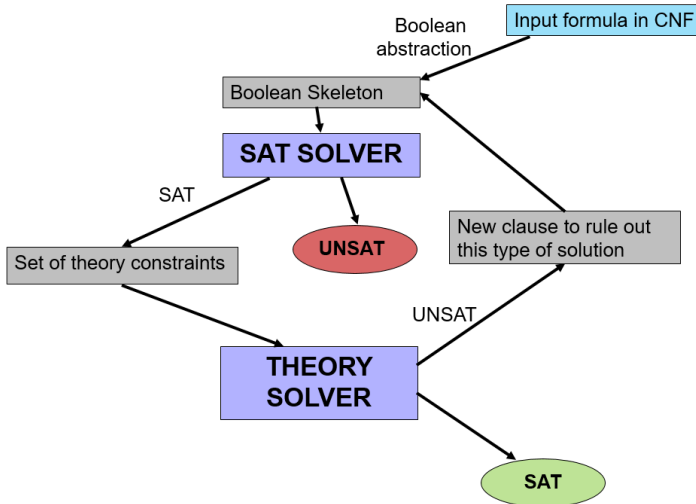 Input formula in CNF
Boolean
abstraction
Boolean Skeleton
SAT SOLVER
SAT
UNSAT
New clause to rule out
this type of solution
Set of theory constraints
UNSAT
THEORY
SOLVER
SAT